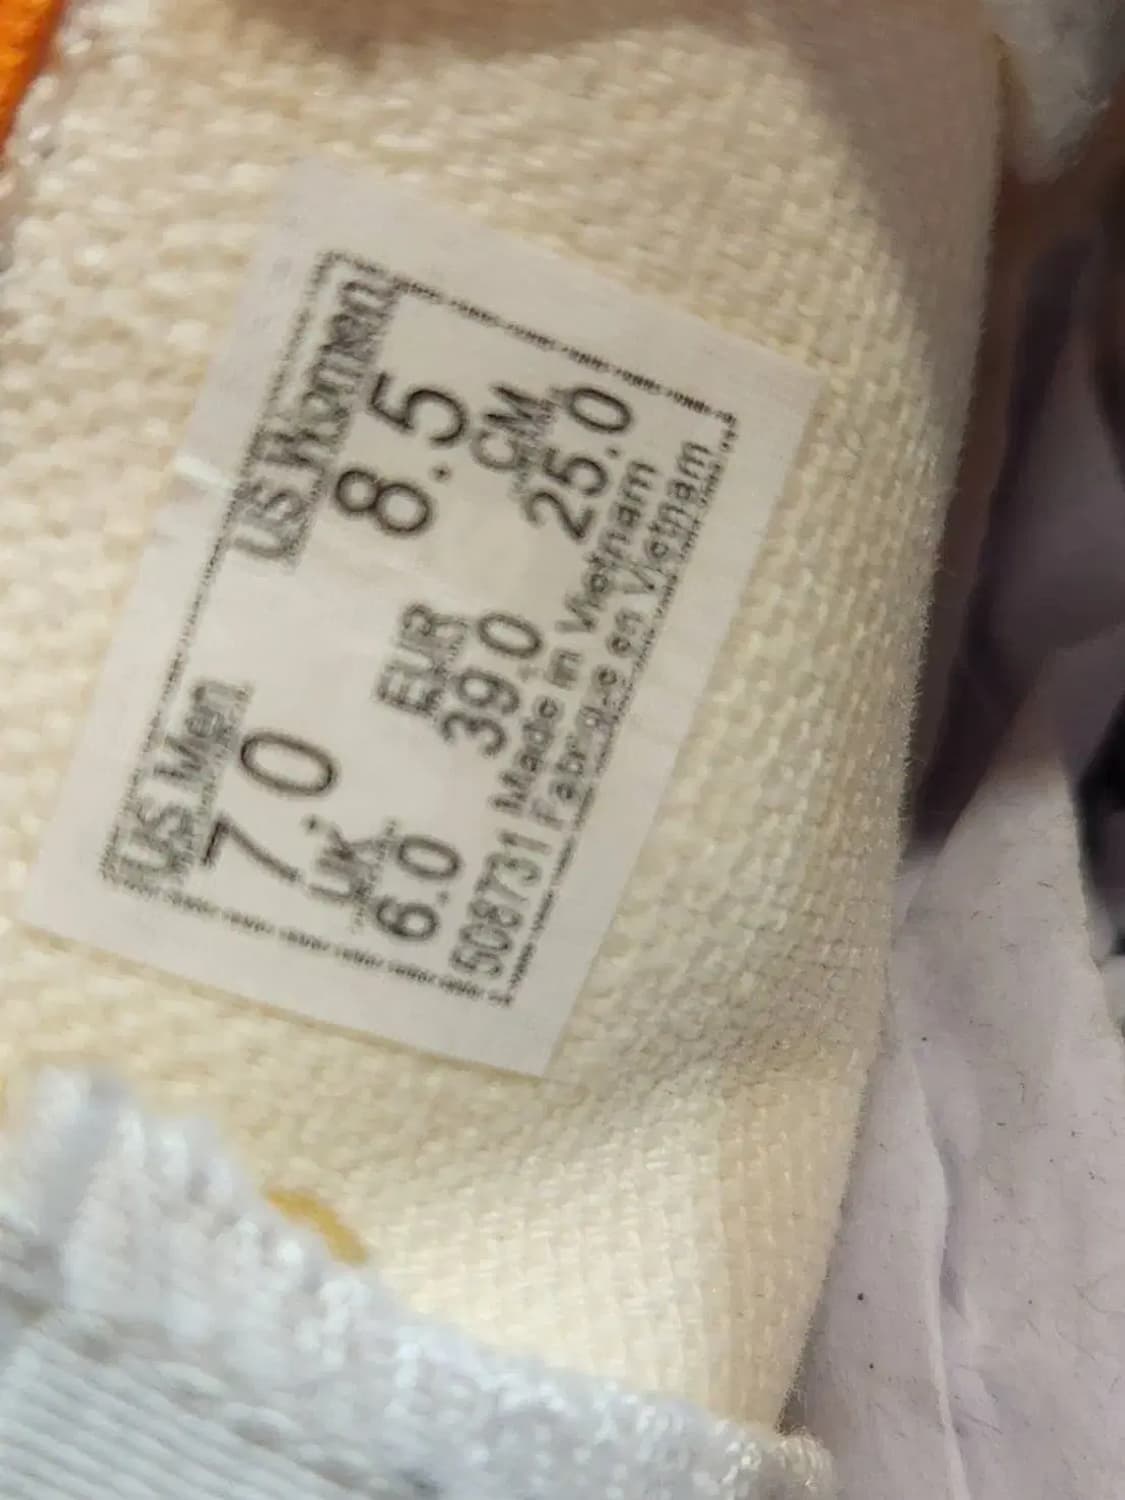 US Men US Women
7.0 8.5
UK EUR CM
6.0 39.0 25.0
508731 Made in Vietnam
Fabriqué en Vietnam